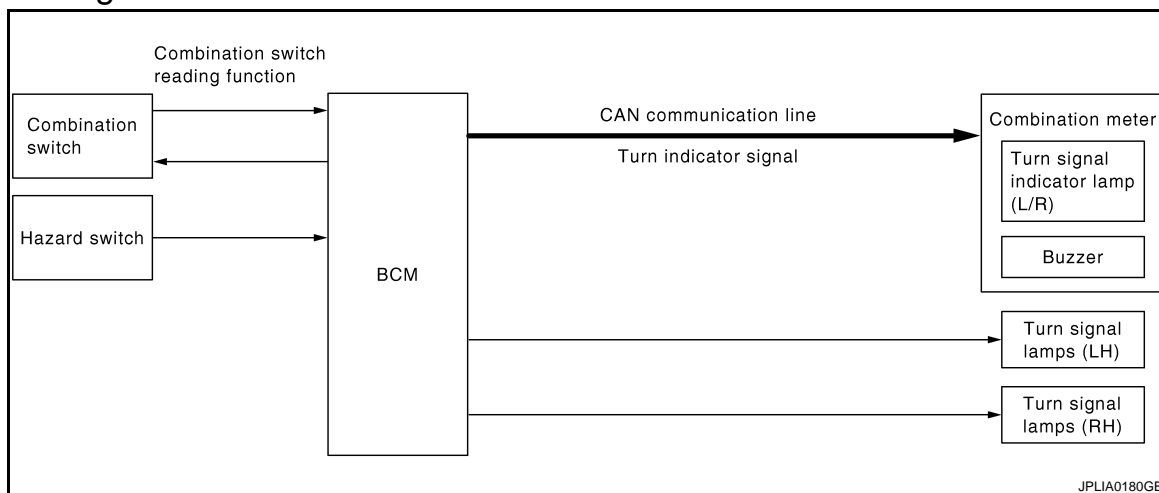 Combination switch
reading function
Combination
switch
Hazard switch
BCM
CAN communication line
Turn indicator signal
Combination meter
Turn signal
indicator lamp
(L/R)
Buzzer
Turn signal
lamps (LH)
Turn signal
lamps (RH)